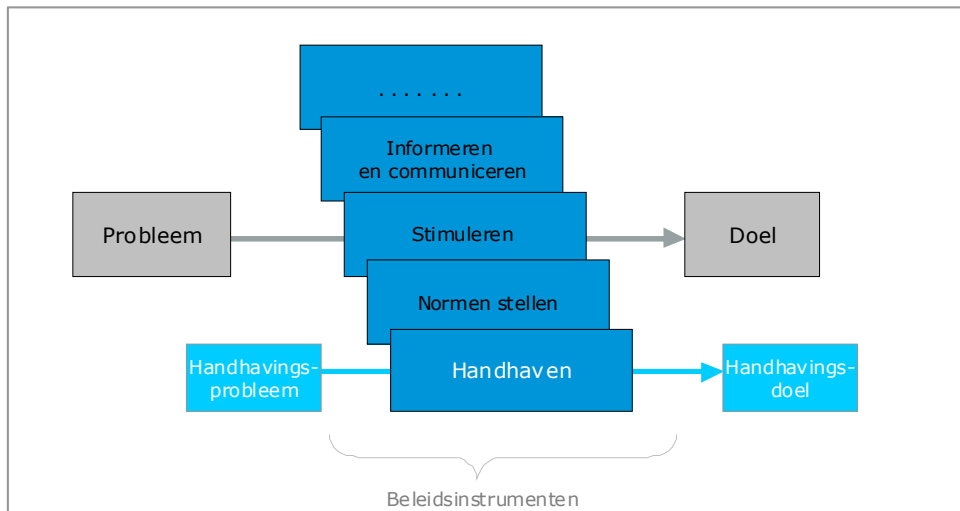 . . . . . . .
Informeren
en communiceren
Probleem
Stimuleren
Doel
Normen stellen
Handhavings-
probleem
Handhaven
Handhavings-
doel
Beleidsinstrumenten